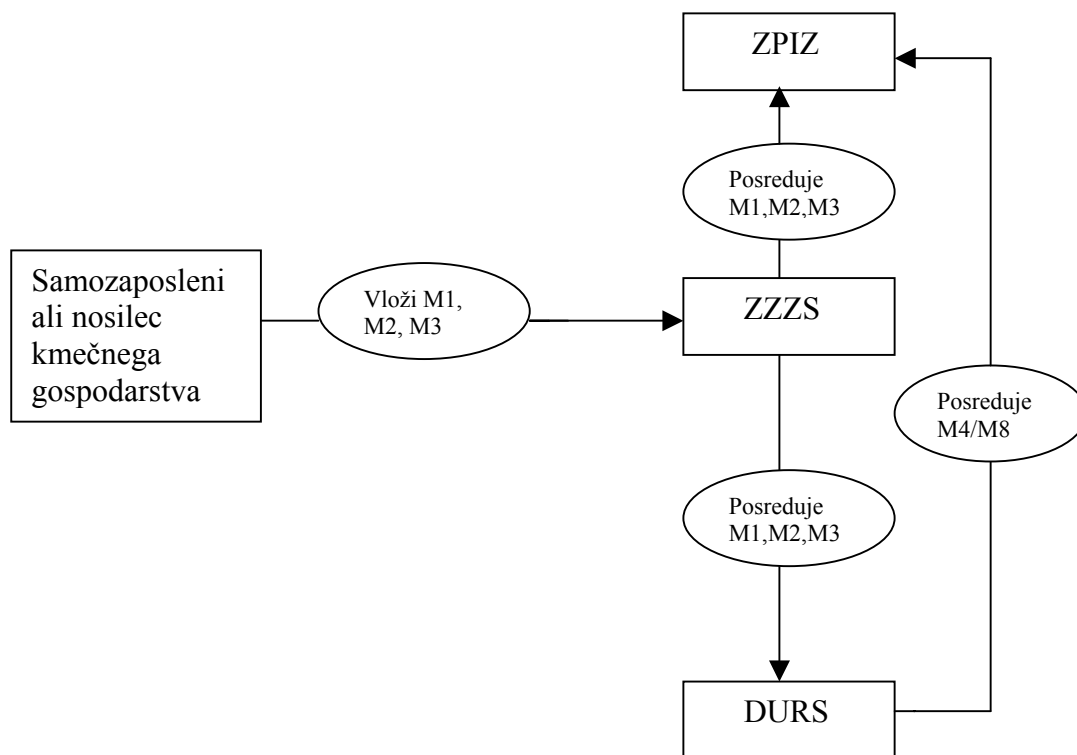 ZPIZ
Posreduje
M1,M2,M3
Samozaposleni
ali nosilec
kmečnega
gospodarstva
Vloži M1,
M2, M3
ZZZS
Posreduje
M4/M8
Posreduje
M1,M2,M3
DURS